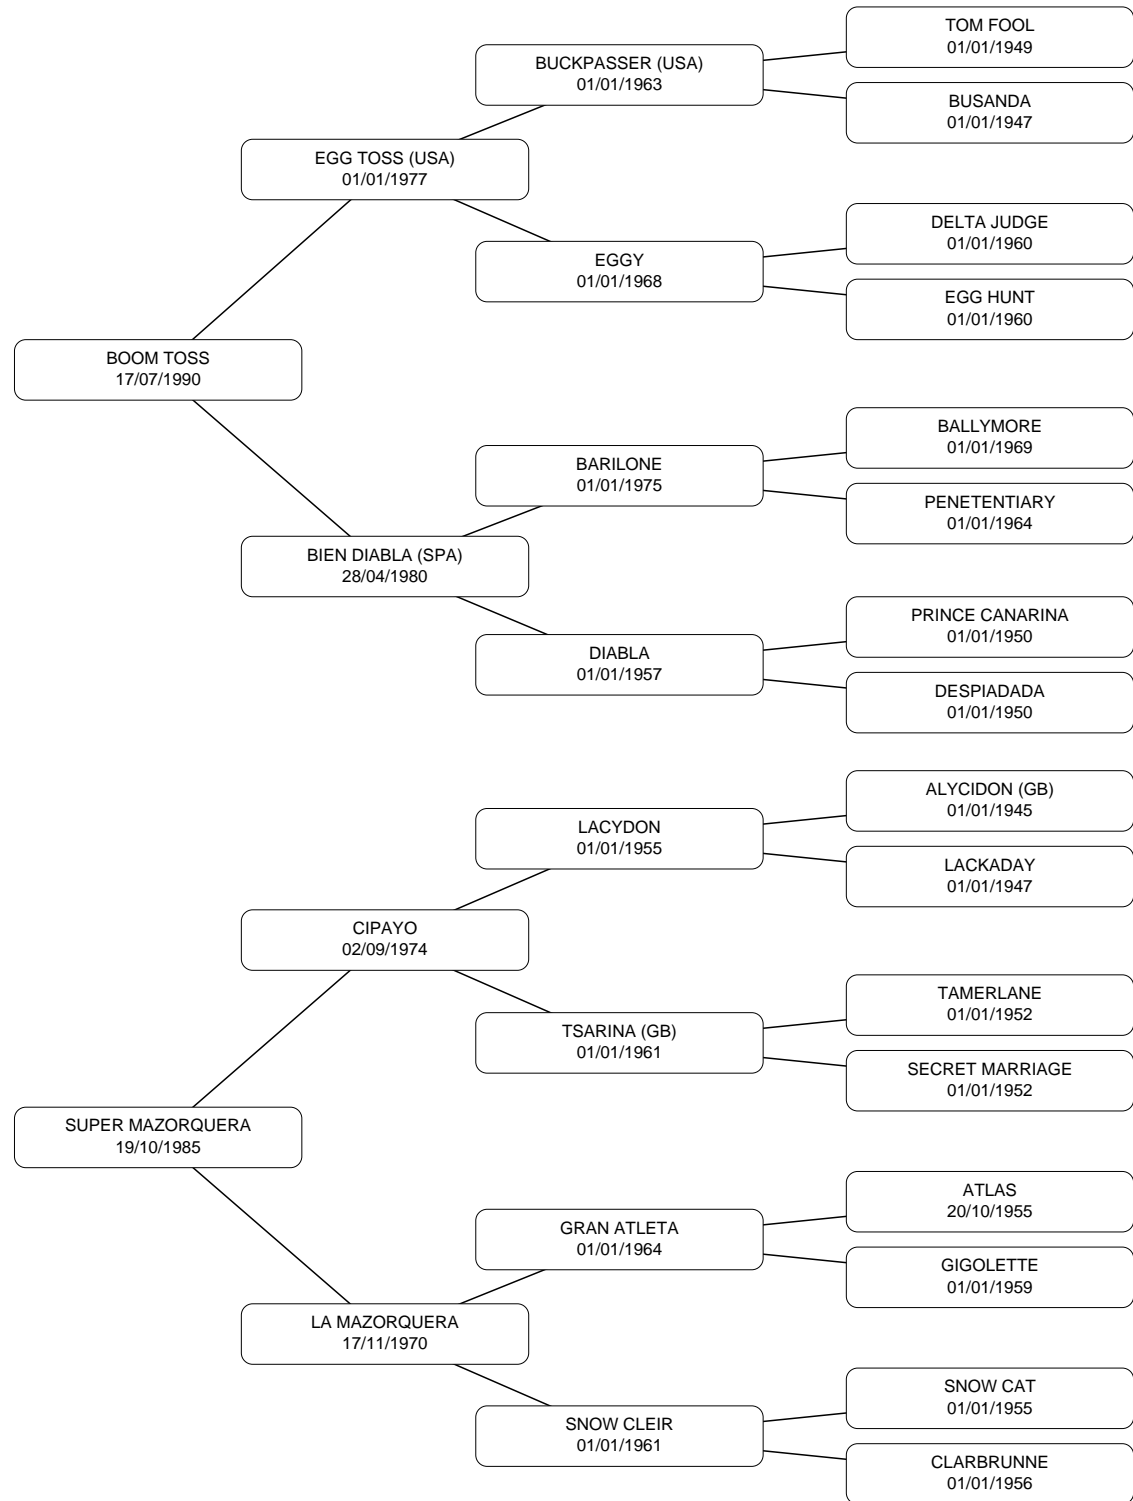 TOM FOOL
01/01/1949
BUCKPASSER (USA)
01/01/1963
BUSANDA
01/01/1947
EGG TOSS (USA)
01/01/1977
DELTA JUDGE
01/01/1960
EGGY
01/01/1968
EGG HUNT
01/01/1960
BOOM TOSS
17/07/1990
BALLYMORE
01/01/1969
BARILONE
01/01/1975
PENETENTIARY
01/01/1964
BIEN DIABLA (SPA)
28/04/1980
PRINCE CANARINA
01/01/1950
DIABLA
01/01/1957
DESPIADADA
01/01/1950
ALYCIDON (GB)
01/01/1945
LACYDON
01/01/1955
LACKADAY
01/01/1947
CIPAYO
02/09/1974
TAMERLANE
01/01/1952
TSARINA (GB)
01/01/1961
SECRET MARRIAGE
01/01/1952
SUPER MAZORQUERA
19/10/1985
ATLAS
20/10/1955
GRAN ATLETA
01/01/1964
GIGOLETTE
01/01/1959
LA MAZORQUERA
17/11/1970
SNOW CAT
01/01/1955
SNOW CLEIR
01/01/1961
CLARBRUNNE
01/01/1956